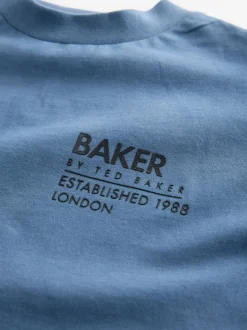 BAKER
BY TED BAKER
ESTABLISHED 1988
LONDON